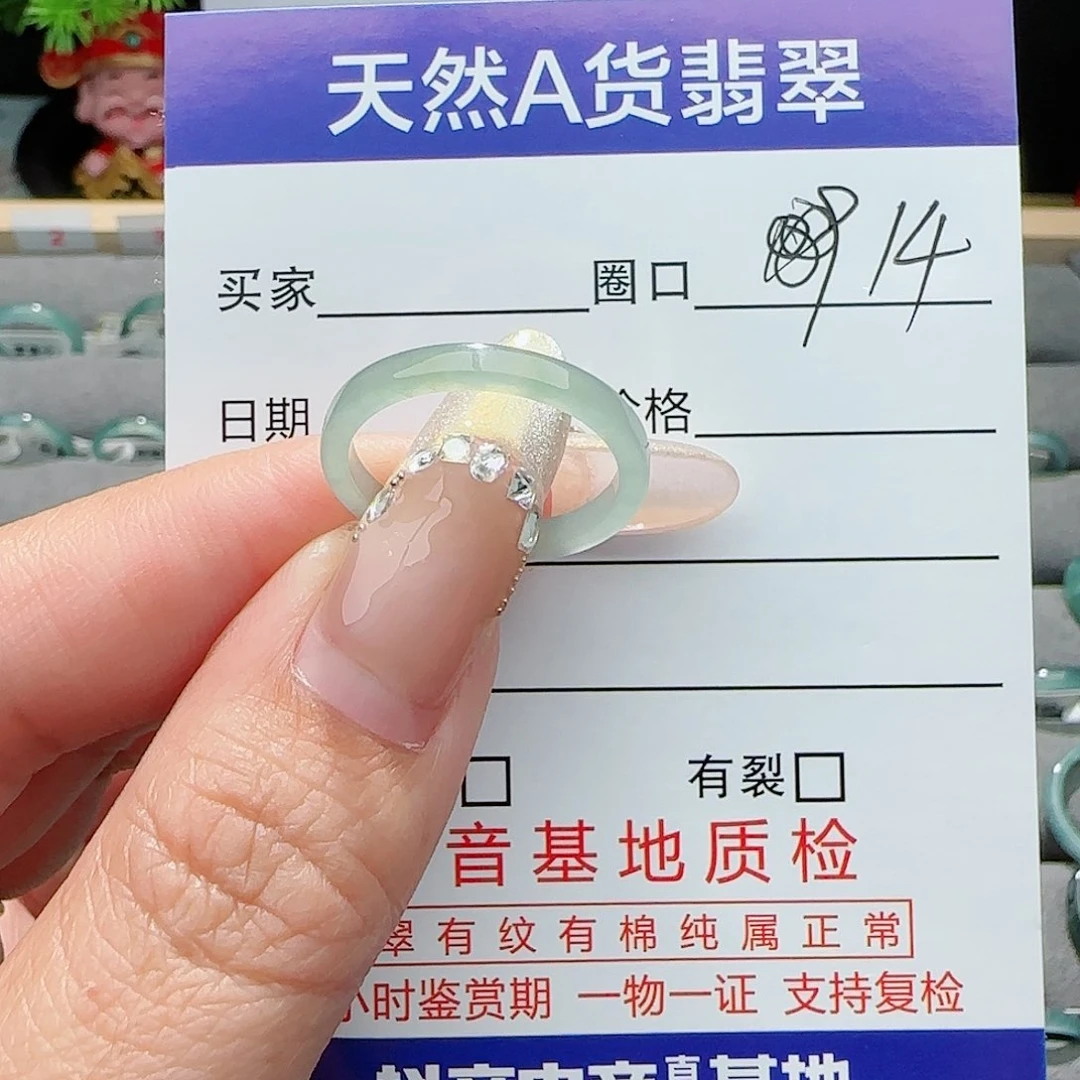 天然A货翡翠
买家 圈口 14
日期 格
有裂
音基地质检
翠有纹有棉纯属正常
小时鉴赏期 一物一证 支持复检
基地